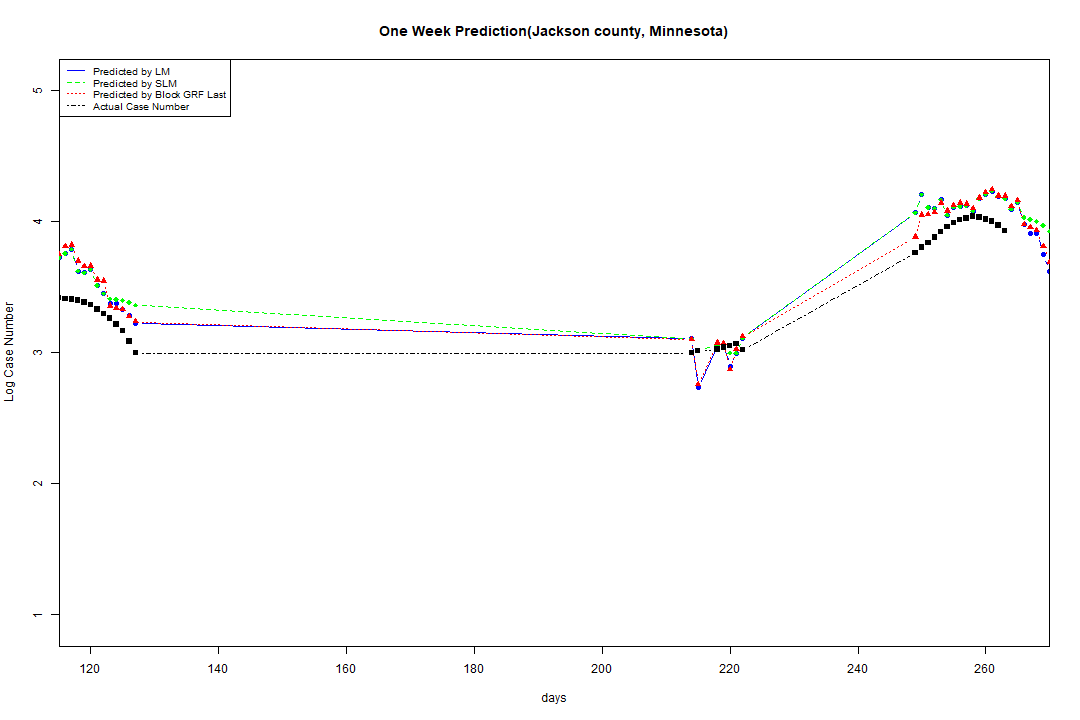 One Week Prediction(Jackson county, Minnesota)
Predicted by LM
Predicted by SLM
Predicted by Block GRF Last
Actual Case Number
5
4
3
2
1
Log Case Number
120 140 160 180 200 220 240 260
days